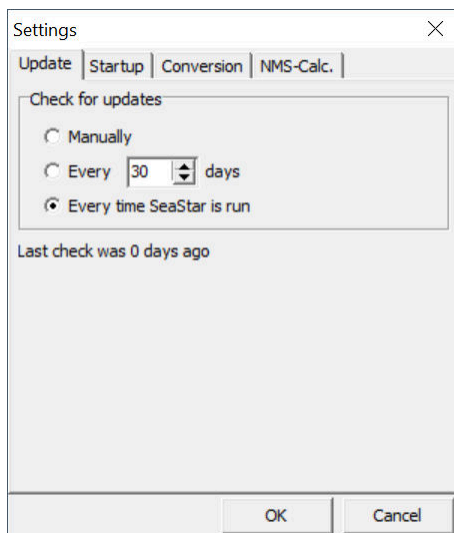 Settings
Update Startup Conversion NMS-Calc.
Check for updates
Manually
Every 30 days
Every time SeaStar is run
Last check was 0 days ago
OK Cancel